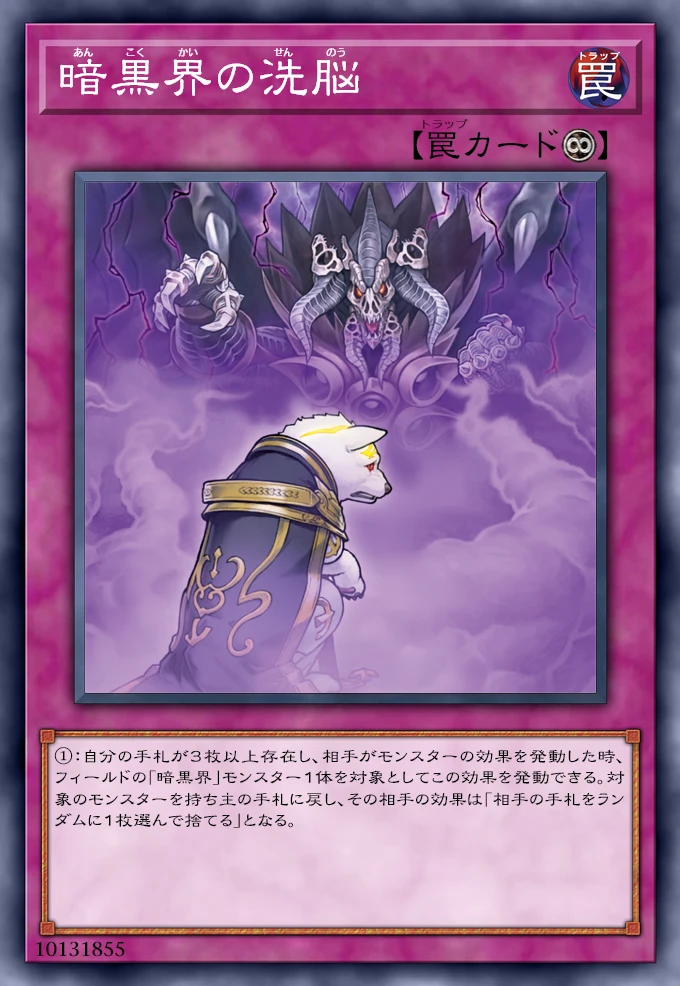 あん こく かい せん のう
暗黒界の洗脳
トラップ
罠
トラップ
【罠カード】
①：自分の手札が３枚以上存在し、相手がモンスターの効果を発動した時、
フィールドの「暗黒界」モンスター１体を対象としてこの効果を発動できる。対
象のモンスターを持ち主の手札に戻し、その相手の効果は「相手の手札をラン
ダムに１枚選んで捨てる」となる。
10131855